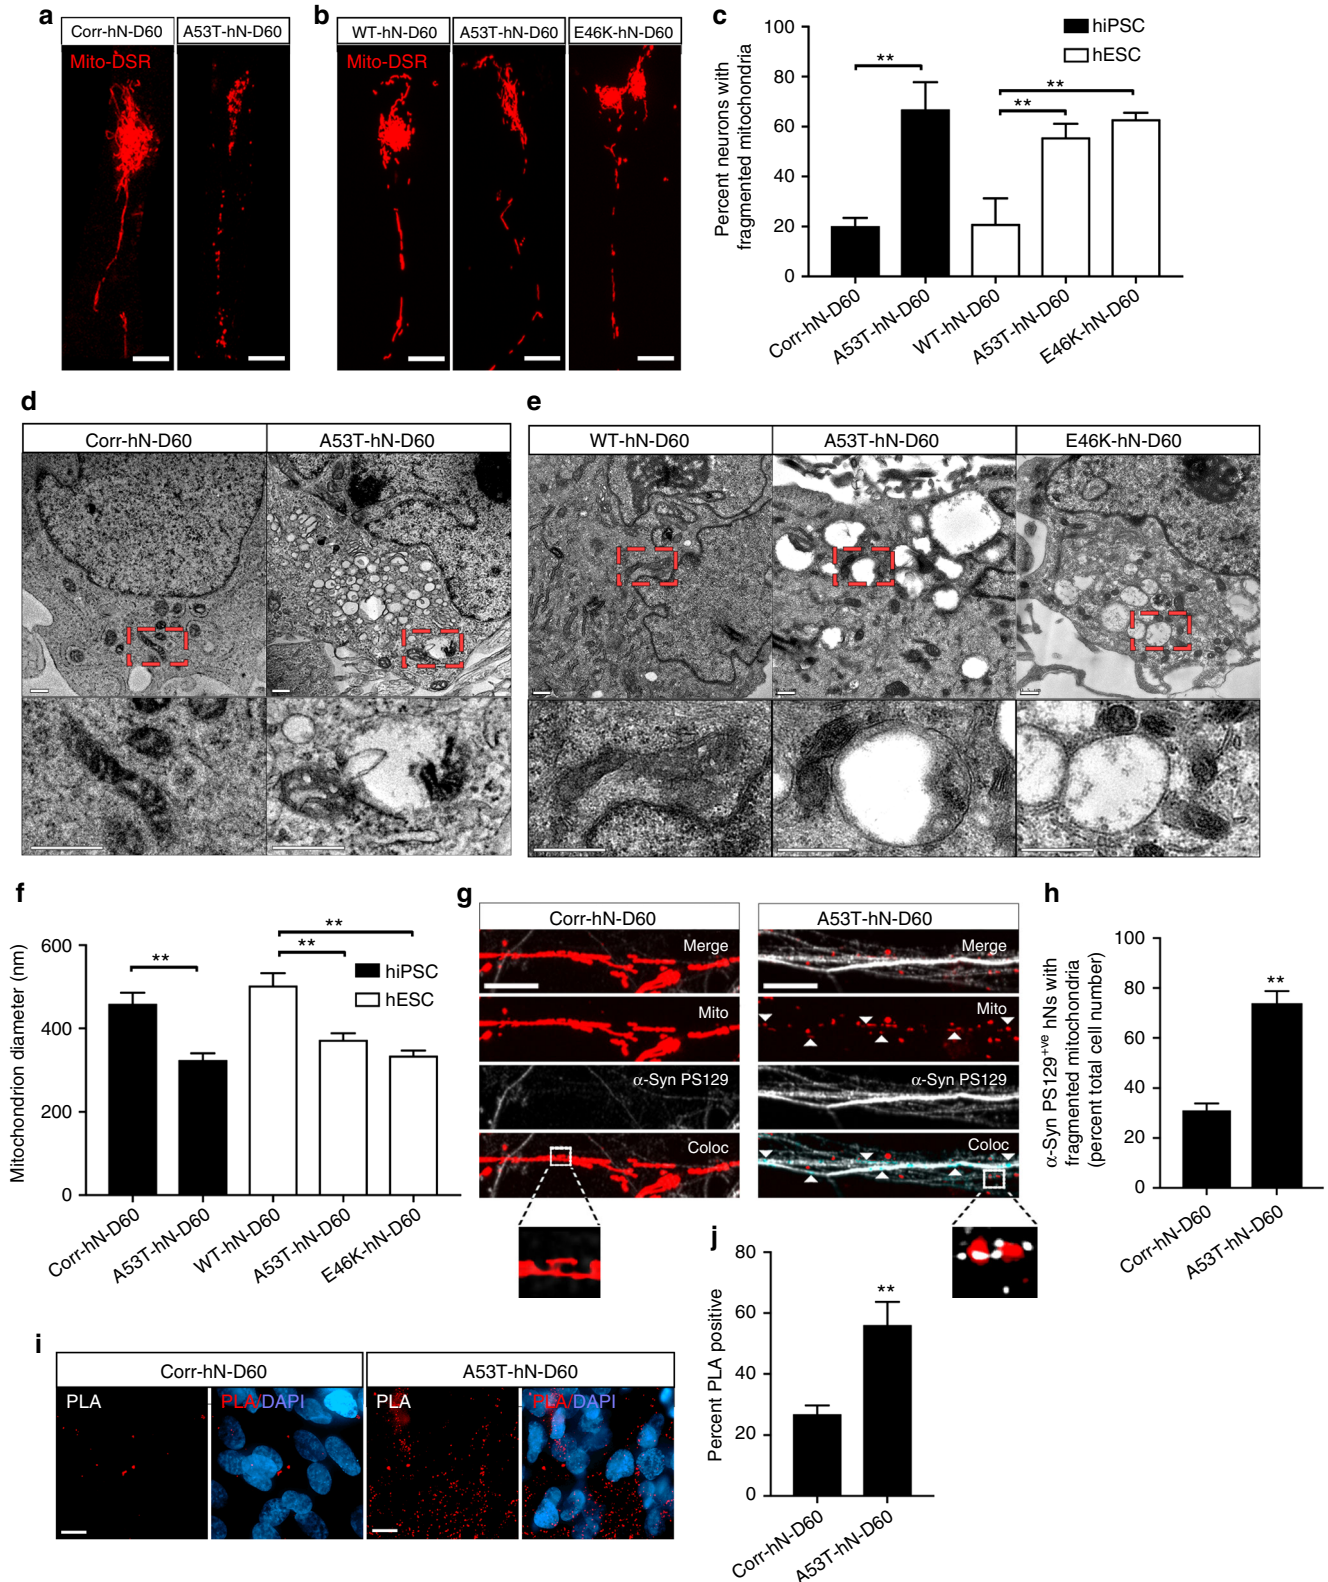 a
Corr-hN-D60
A53T-hN-D60
Mito-DSR
b
WT-hN-D60
A53T-hN-D60
E46K-hN-D60
Mito-DSR
c
hiPSC
hESC
Percent neurons with
fragmented mitochondria
100
80
60
40
20
0
**
**
**
Corr-hN-D60
A53T-hN-D60
WT-hN-D60
A53T-hN-D60
E46K-hN-D60
d
Corr-hN-D60
A53T-hN-D60
e
WT-hN-D60
A53T-hN-D60
E46K-hN-D60
f
Mitochondrion diameter (nm)
600
400
200
0
**
**
**
hiPSC
hESC
Corr-hN-D60
A53T-hN-D60
WT-hN-D60
A53T-hN-D60
E46K-hN-D60
g
Corr-hN-D60
Merge
Mito
α-Syn PS129
Coloc
A53T-hN-D60
Merge
Mito
α-Syn PS129
Coloc
h
α-Syn PS129+ve hNs with
fragmented mitochondria
(percent total cell number)
100
80
60
40
20
0
**
Corr-hN-D60
A53T-hN-D60
i
Corr-hN-D60
PLA
PLA/DAPI
A53T-hN-D60
PLA
PLA/DAPI
j
Percent PLA positive
80
60
40
20
0
**
Corr-hN-D60
A53T-hN-D60